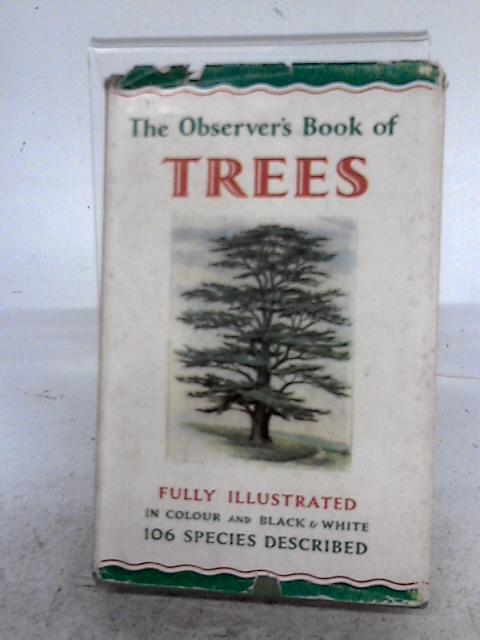 The Observer's Book of
TREES
FULLY ILLUSTRATED
IN COLOUR AND BLACK & WHITE
106 SPECIES DESCRIBED